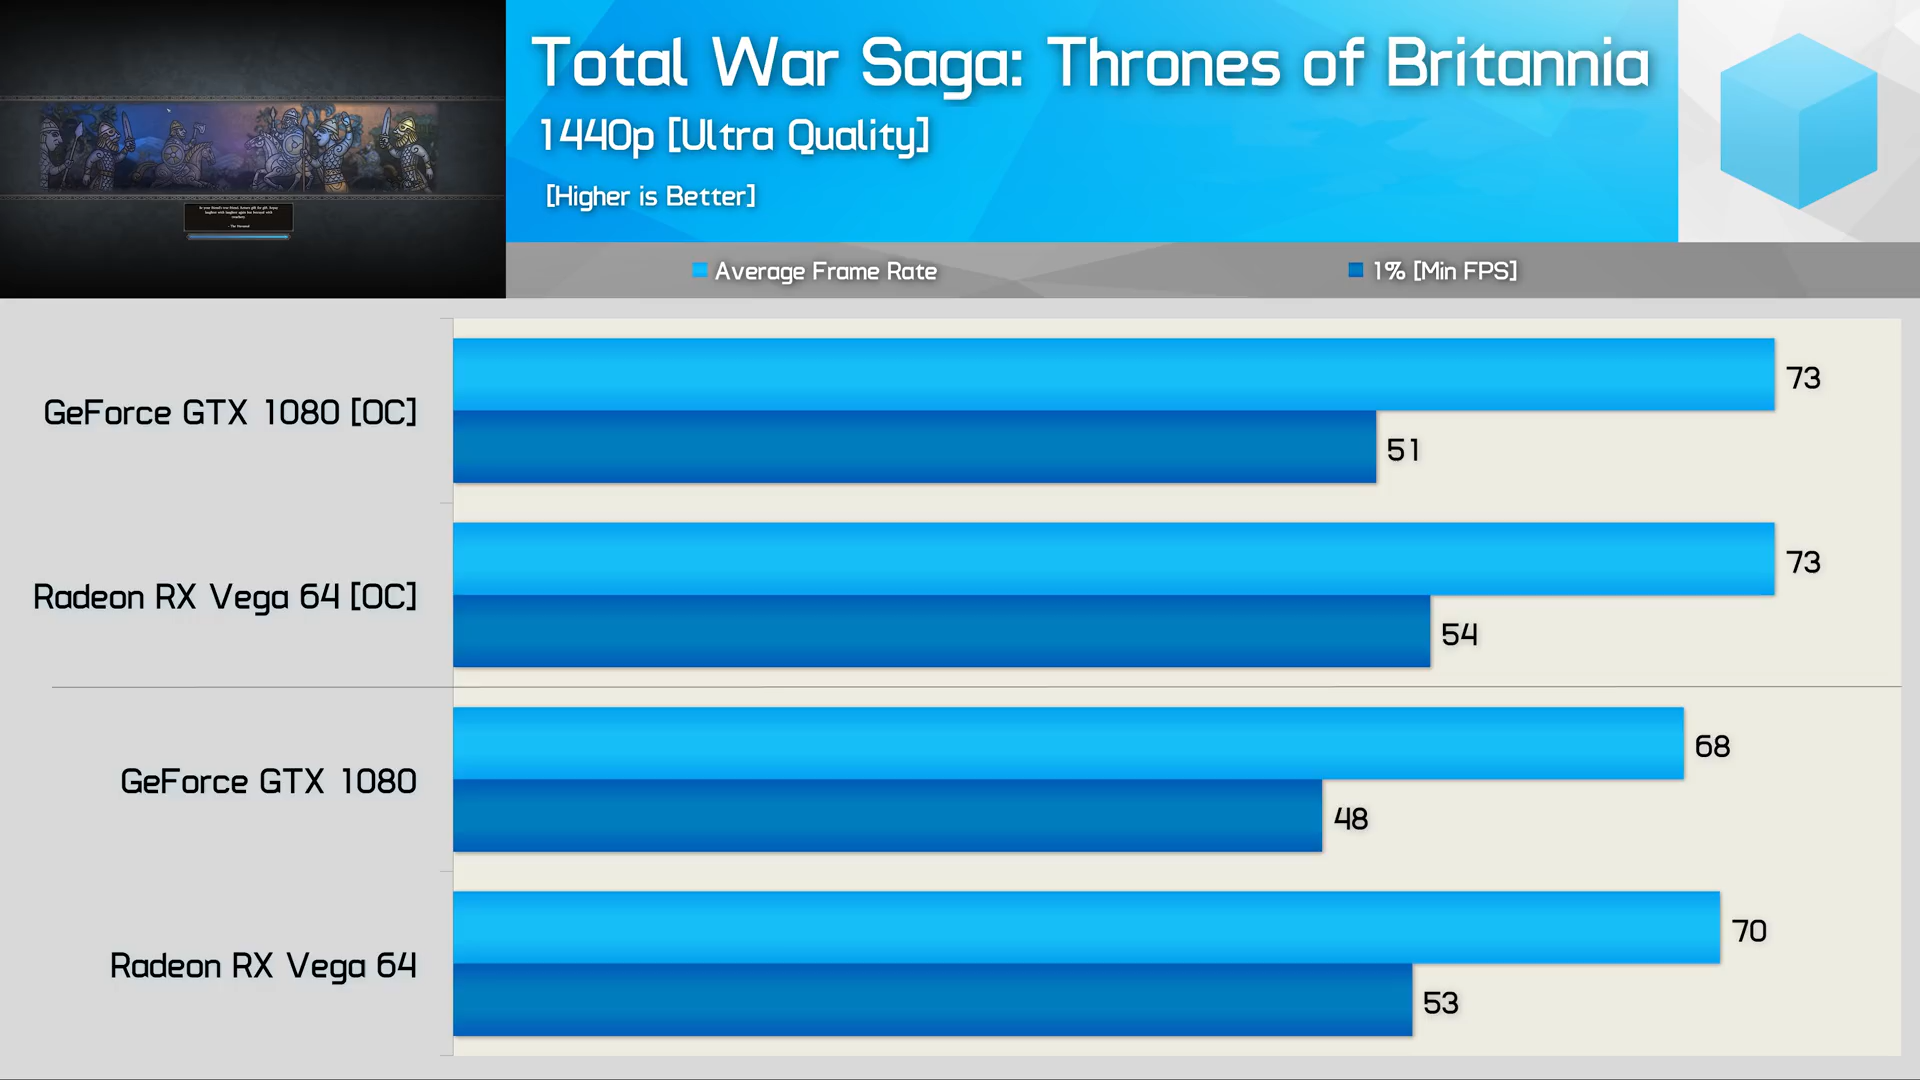 Total War Saga: Thrones of Britannia
1440p [Ultra Quality]
[Higher is Better]
Average Frame Rate
1% [Min FPS]
GeForce GTX 1080 [OC]
73
51
Radeon RX Vega 64 [OC]
73
54
GeForce GTX 1080
68
48
Radeon RX Vega 64
70
53